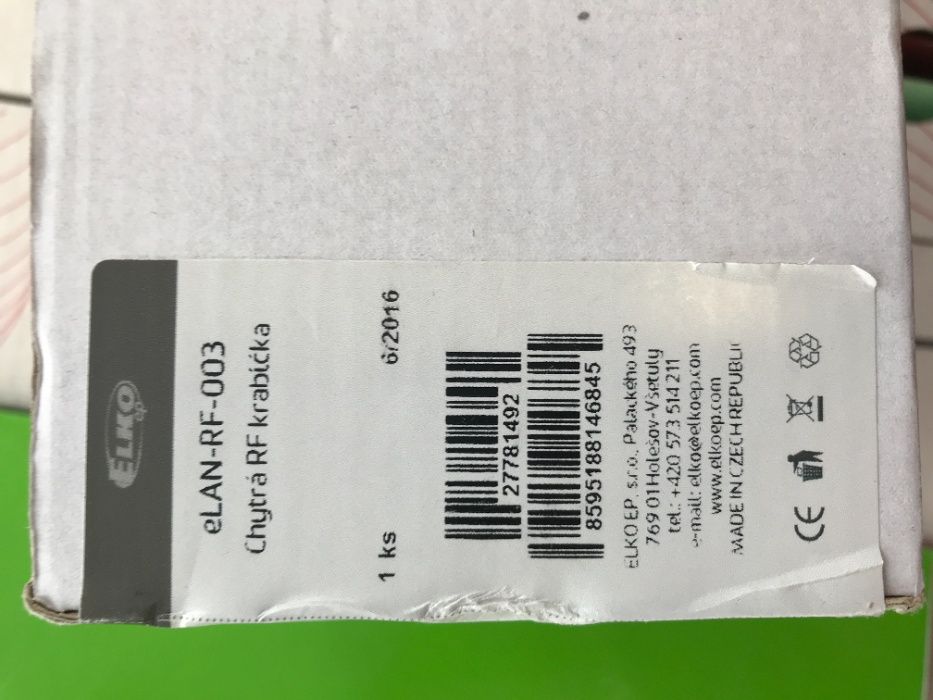 ELKO
ep
eLAN-RF-003
Chytrá RF krabička
1 ks
6/2016
27781492
8595188146845
ELKO EP, s.r.o., Palackého 493
769 01 Holešov-Všetuly
tel.: +420 573 514 211
e-mail: elko@elkoep.com
www.elkoep.com
MADE IN CZECH REPUBLIC
CE